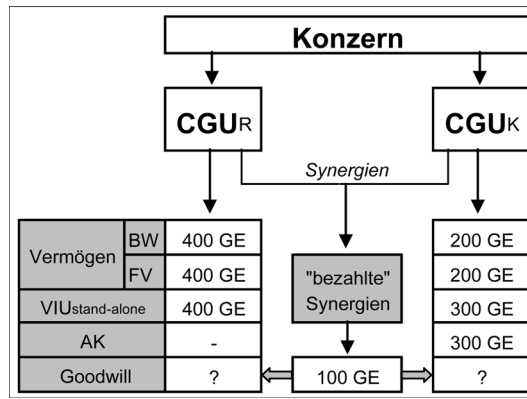 Konzern
CGUR
CGUK
Synergien
Vermögen
BW
400 GE
200 GE
FV
400 GE
"bezahlte"
Synergien
200 GE
VIUstand-alone
400 GE
300 GE
AK
-
300 GE
Goodwill
?
100 GE
?